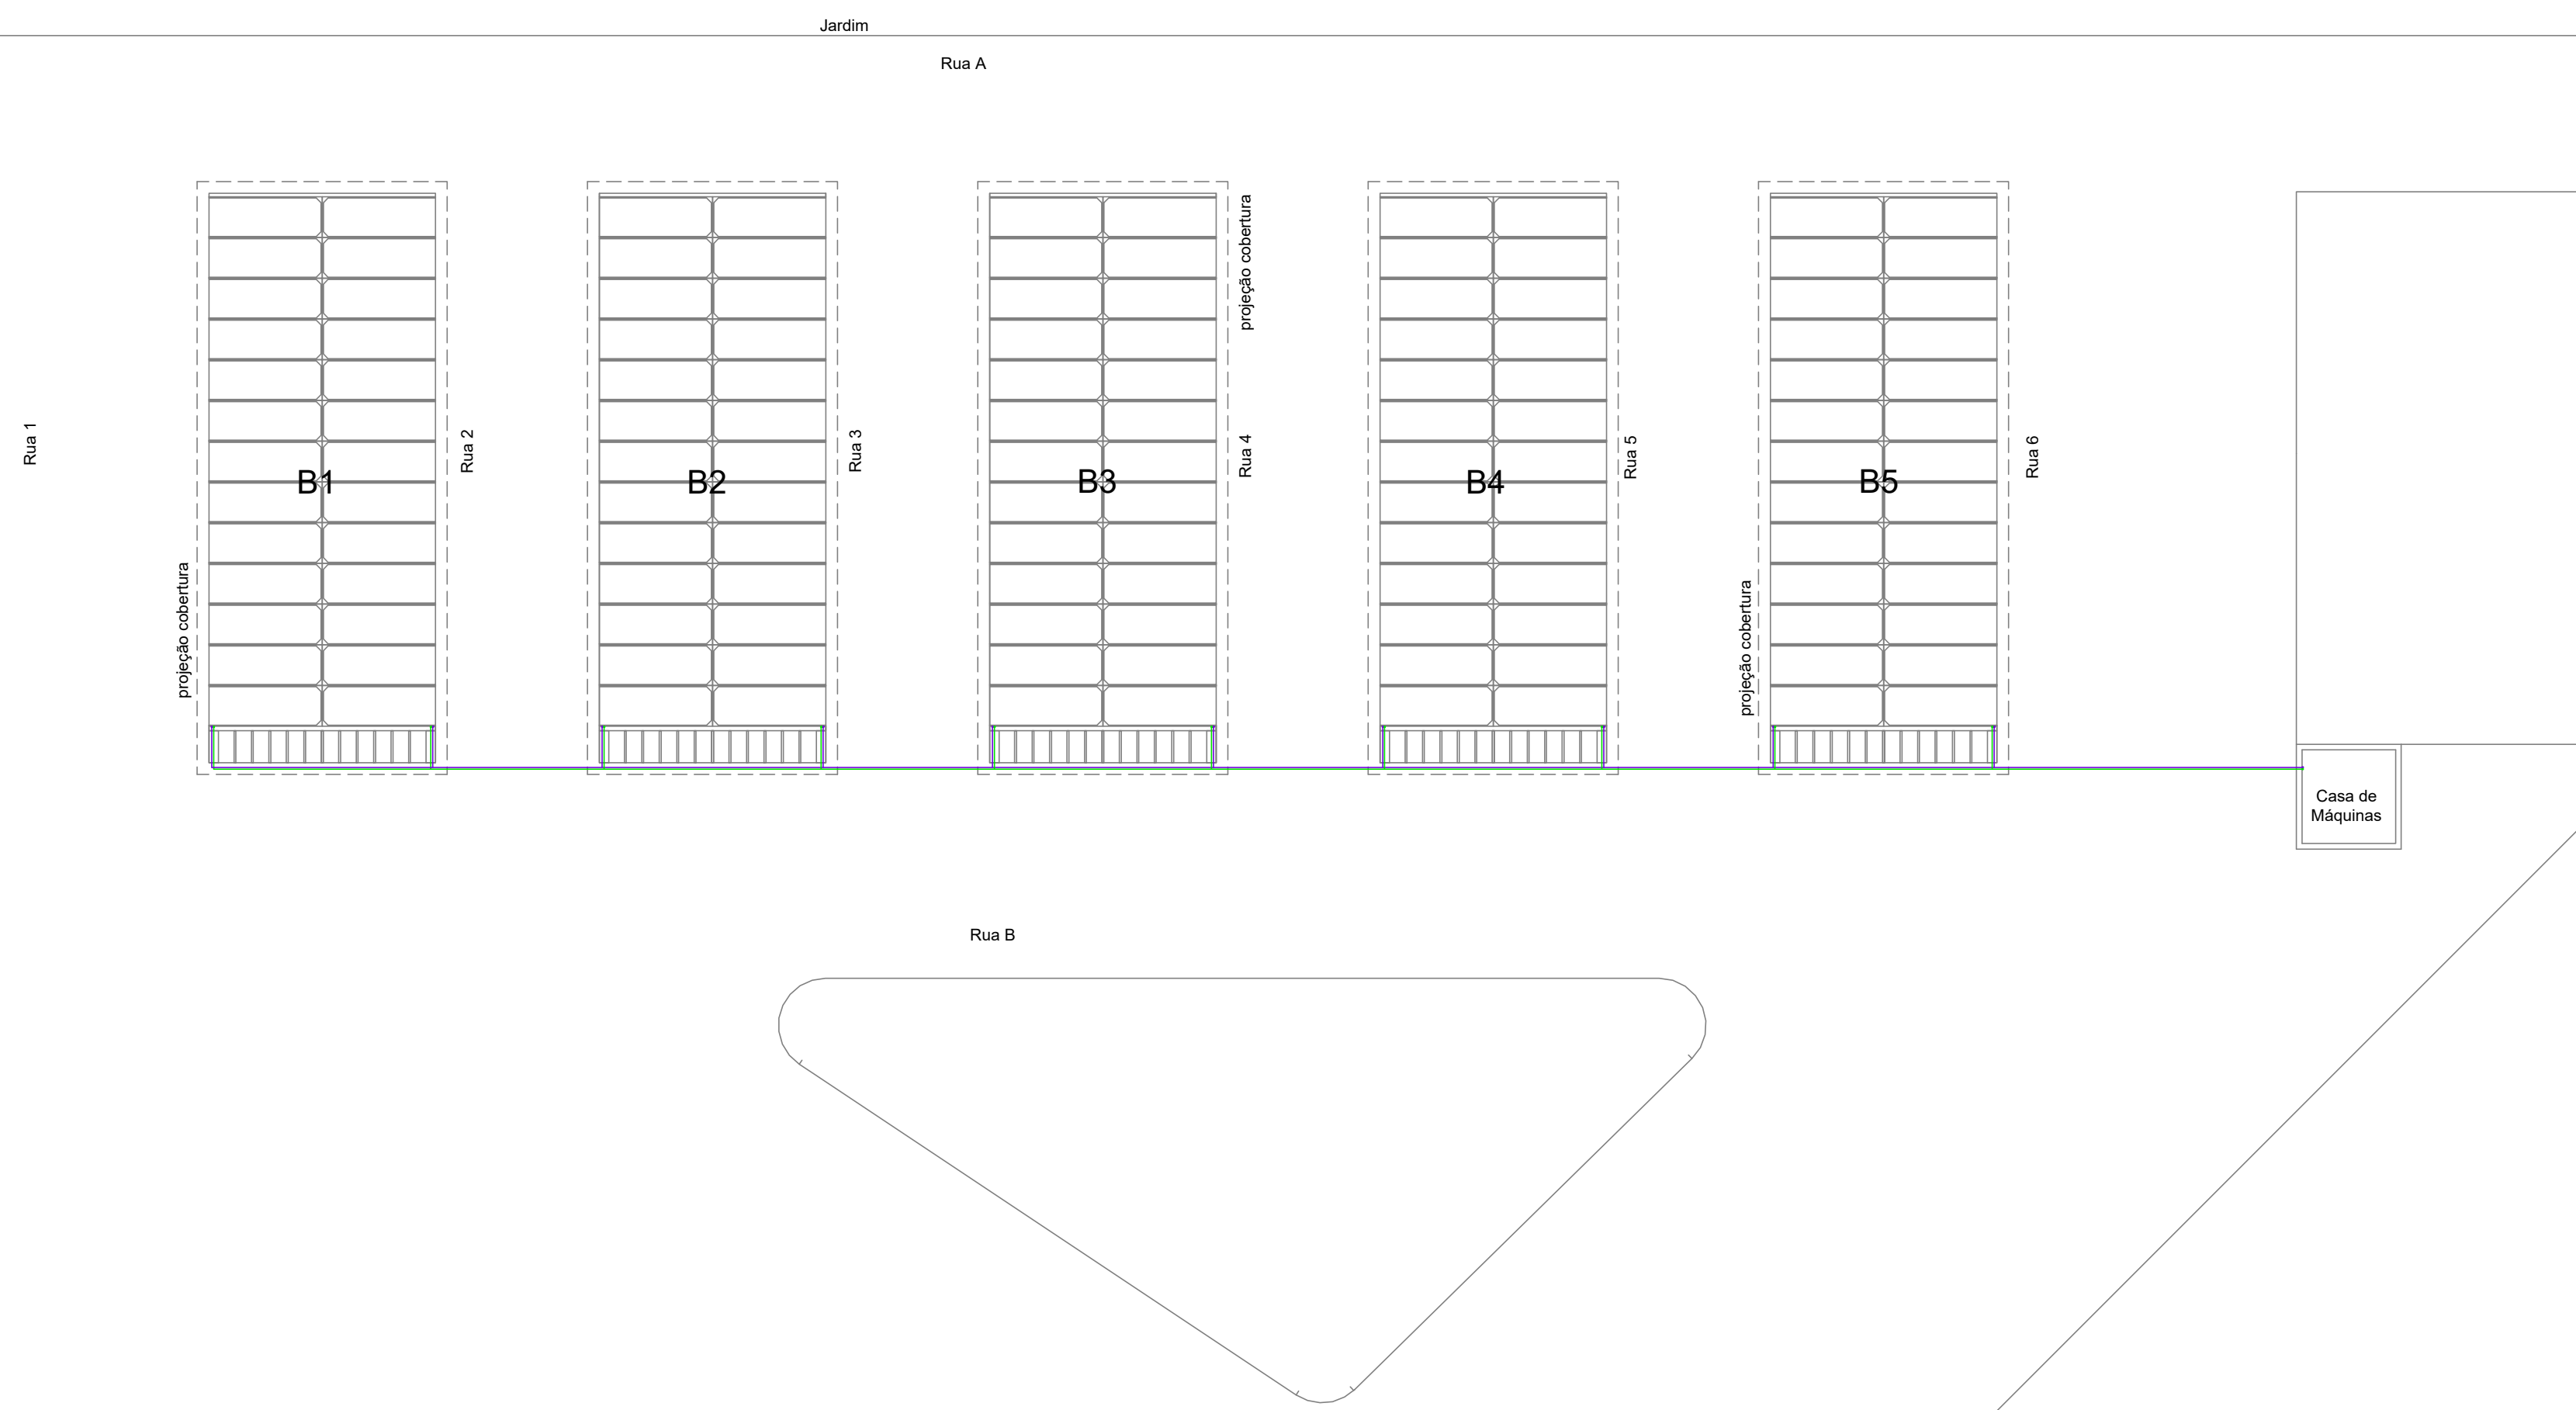 Jardim
Rua A
projeção cobertura
Rua 1
Rua 2
Rua 3
Rua 4
Rua 5
Rua 6
B1
B2
B3
B4
B5
projeção cobertura
projeção cobertura
Casa de
Máquinas
Rua B